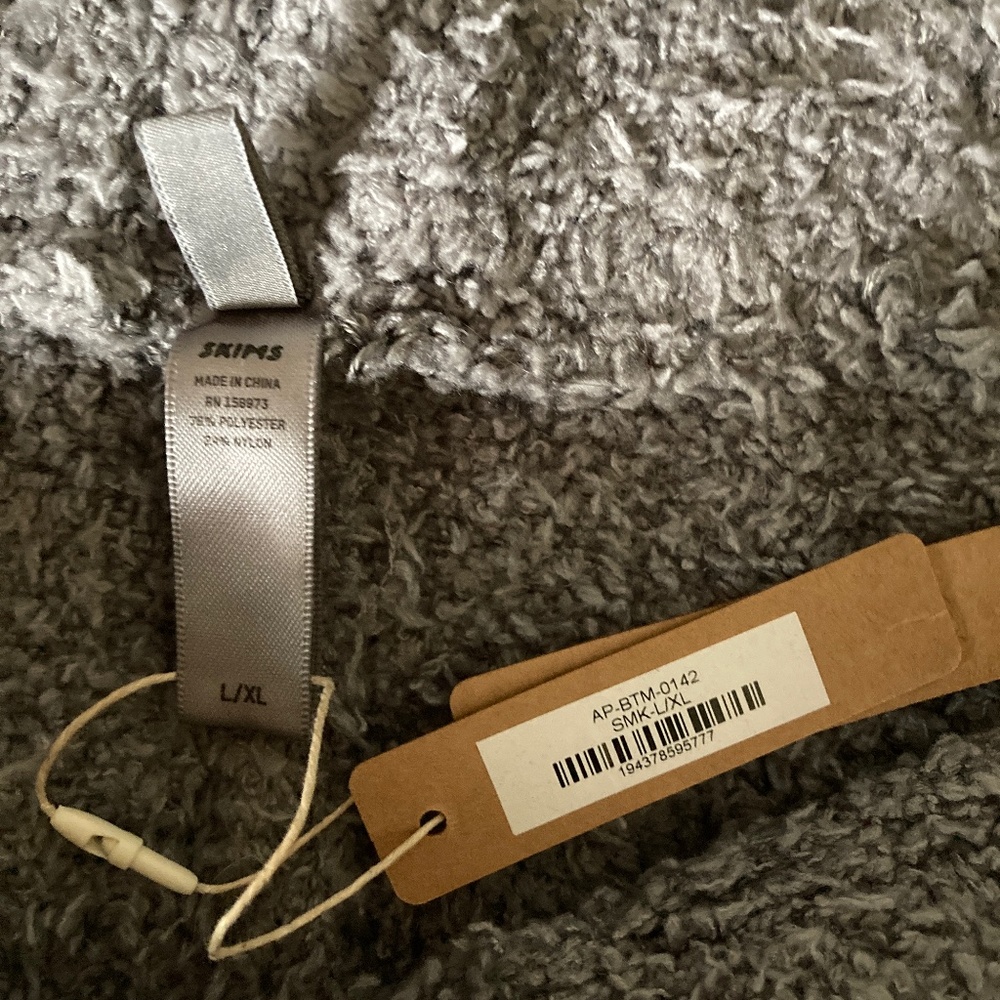 SKIMS
MADE IN CHINA
RN 158973
76% POLYESTER
24% NYLON
L/XL
AP-BTM-0142
SMK-L/XL
194378595777